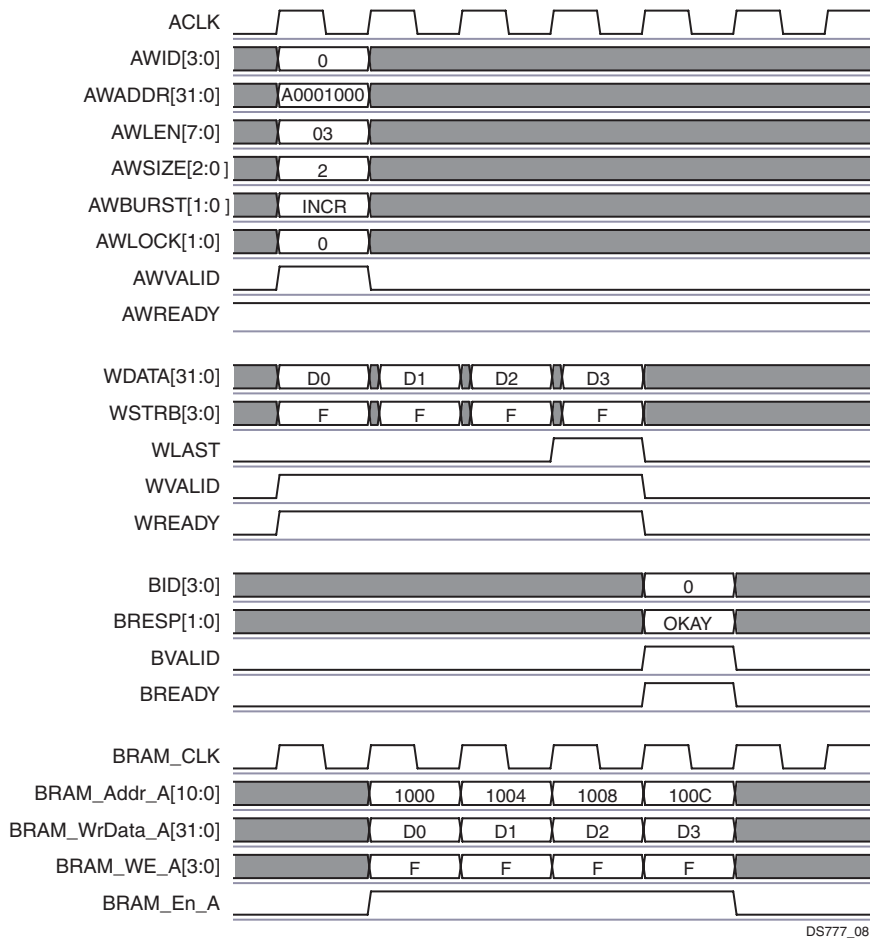 ACLK
AWID[3:0] 0
AWADDR[31:0] A0001000
AWLEN[7:0] 03
AWSIZE[2:0 ] 2
AWBURST[1:0 ] INCR
AWLOCK[1:0] 0
AWVALID
AWREADY
WDATA[31:0] D0 D1 D2 D3
WSTRB[3:0] F F F F
WLAST
WVALID
WREADY
BID[3:0] 0
BRESP[1:0] OKAY
BVALID
BREADY
BRAM_CLK
BRAM_Addr_A[10:0] 1000 1004 1008 100C
BRAM_WrData_A[31:0] D0 D1 D2 D3
BRAM_WE_A[3:0] F F F F
BRAM_En_A
DS777_08